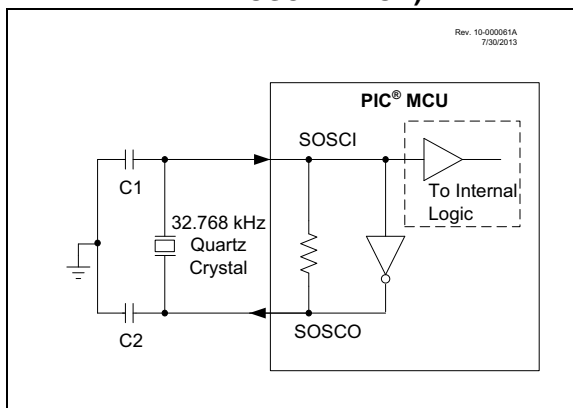 Rev. 10-000061A
7/30/2013
PIC® MCU
SOSCI
C1
To Internal
Logic
32.768 kHz
Quartz
Crystal
SOSCO
C2